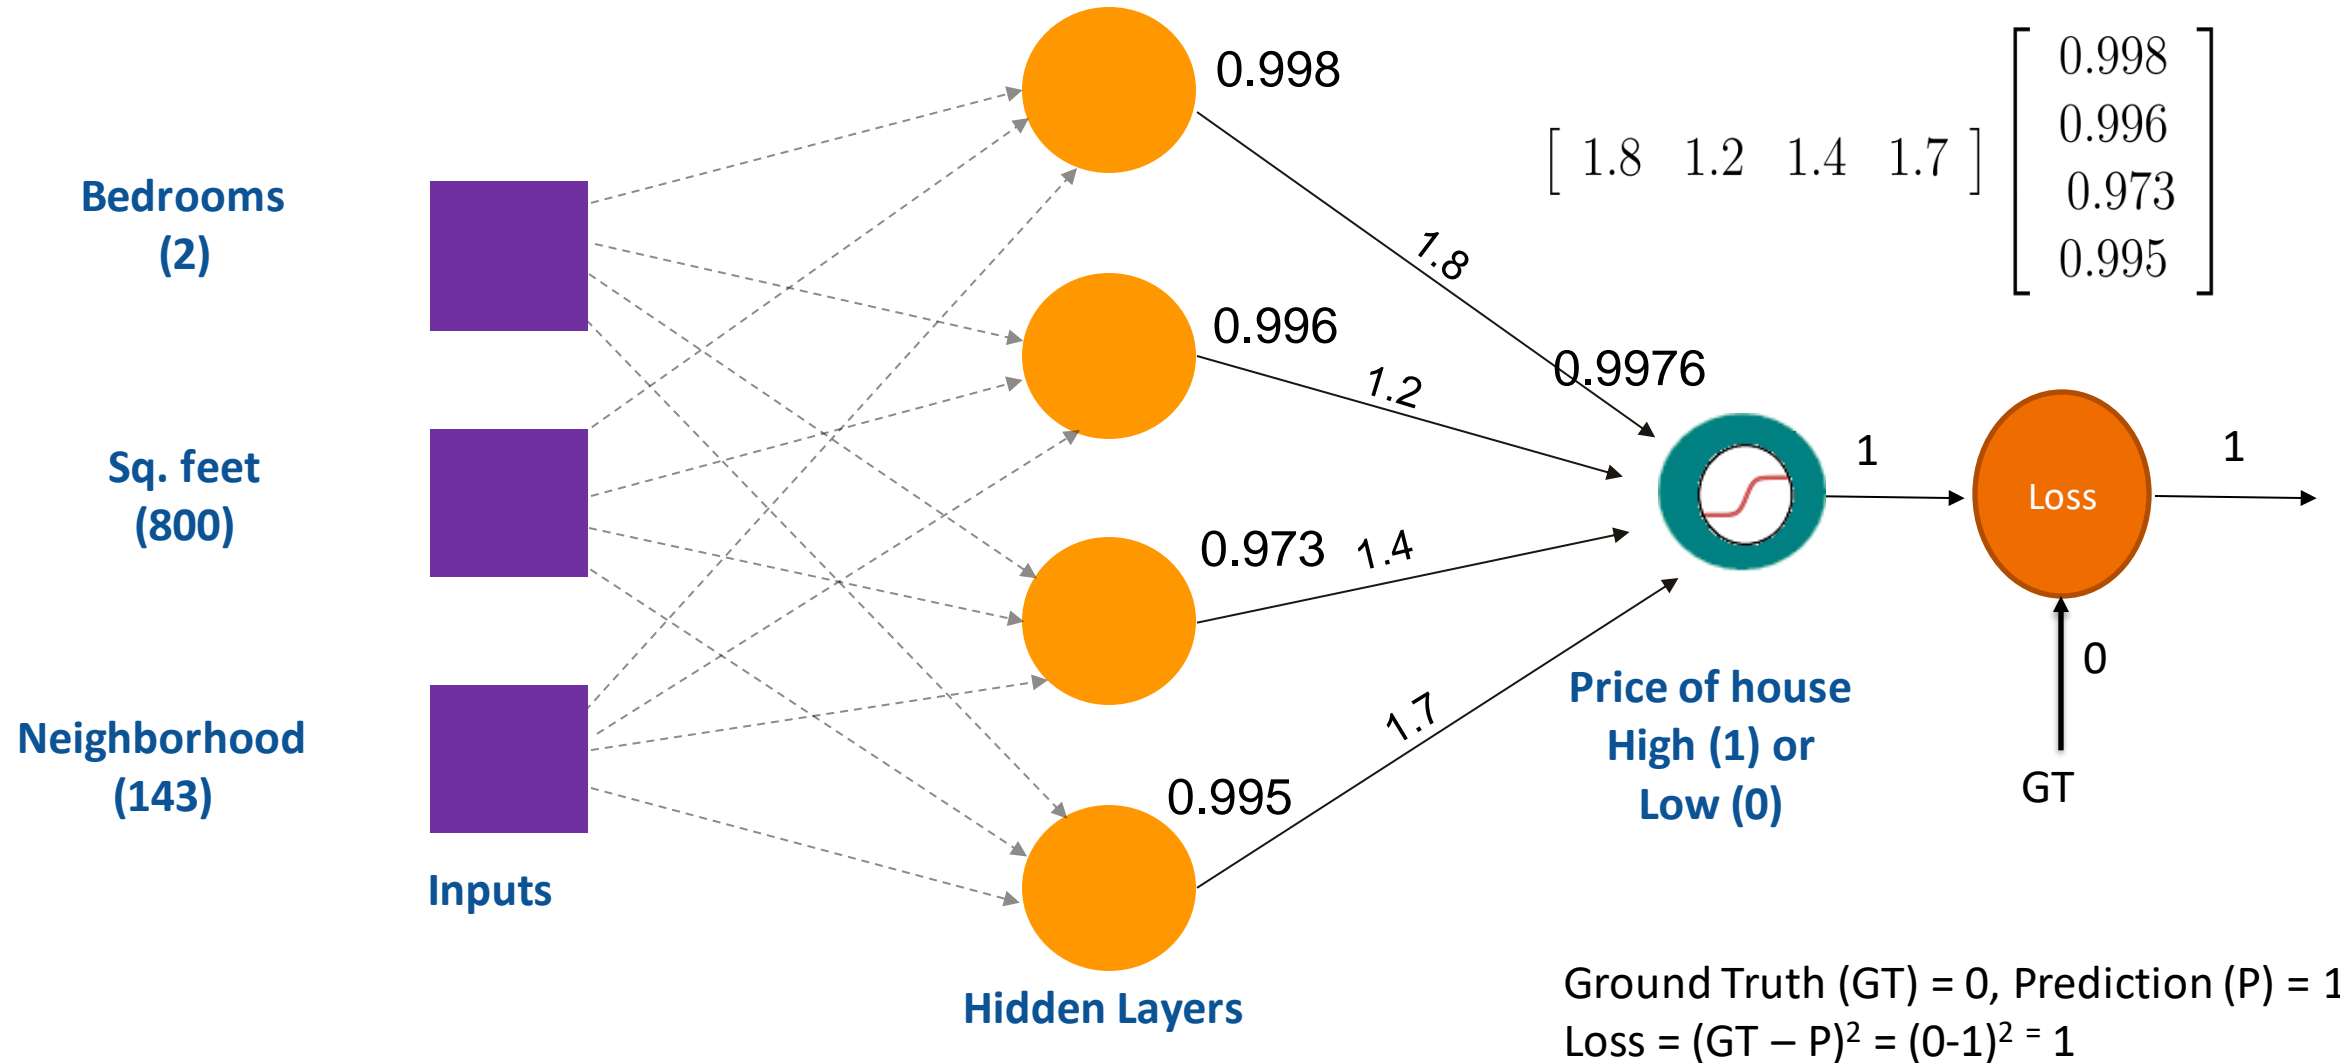 Bedrooms
(2)
Sq. feet
(800)
Neighborhood
(143)
Inputs
0.998
0.996
0.973
0.995
Hidden Layers
1.8
1.2
1.4
1.7
[ 1.8 1.2 1.4 1.7 ]
0.998
0.996
0.973
0.995
0.9976
1
Loss
1
0
GT
Price of house
High (1) or
Low (0)
Ground Truth (GT) = 0, Prediction (P) = 1
Loss = (GT – P)² = (0-1)² ⁼ 1